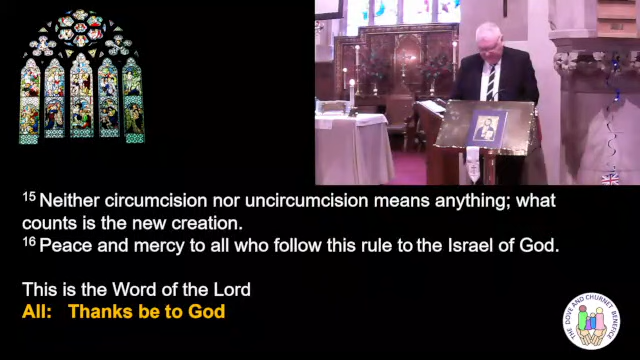 15 Neither circumcision nor uncircumcision means anything; what
counts is the new creation.
16 Peace and mercy to all who follow this rule to the Israel of God.
This is the Word of the Lord
All: Thanks be to God
THE DOVE AND CHURNET BENEFICE